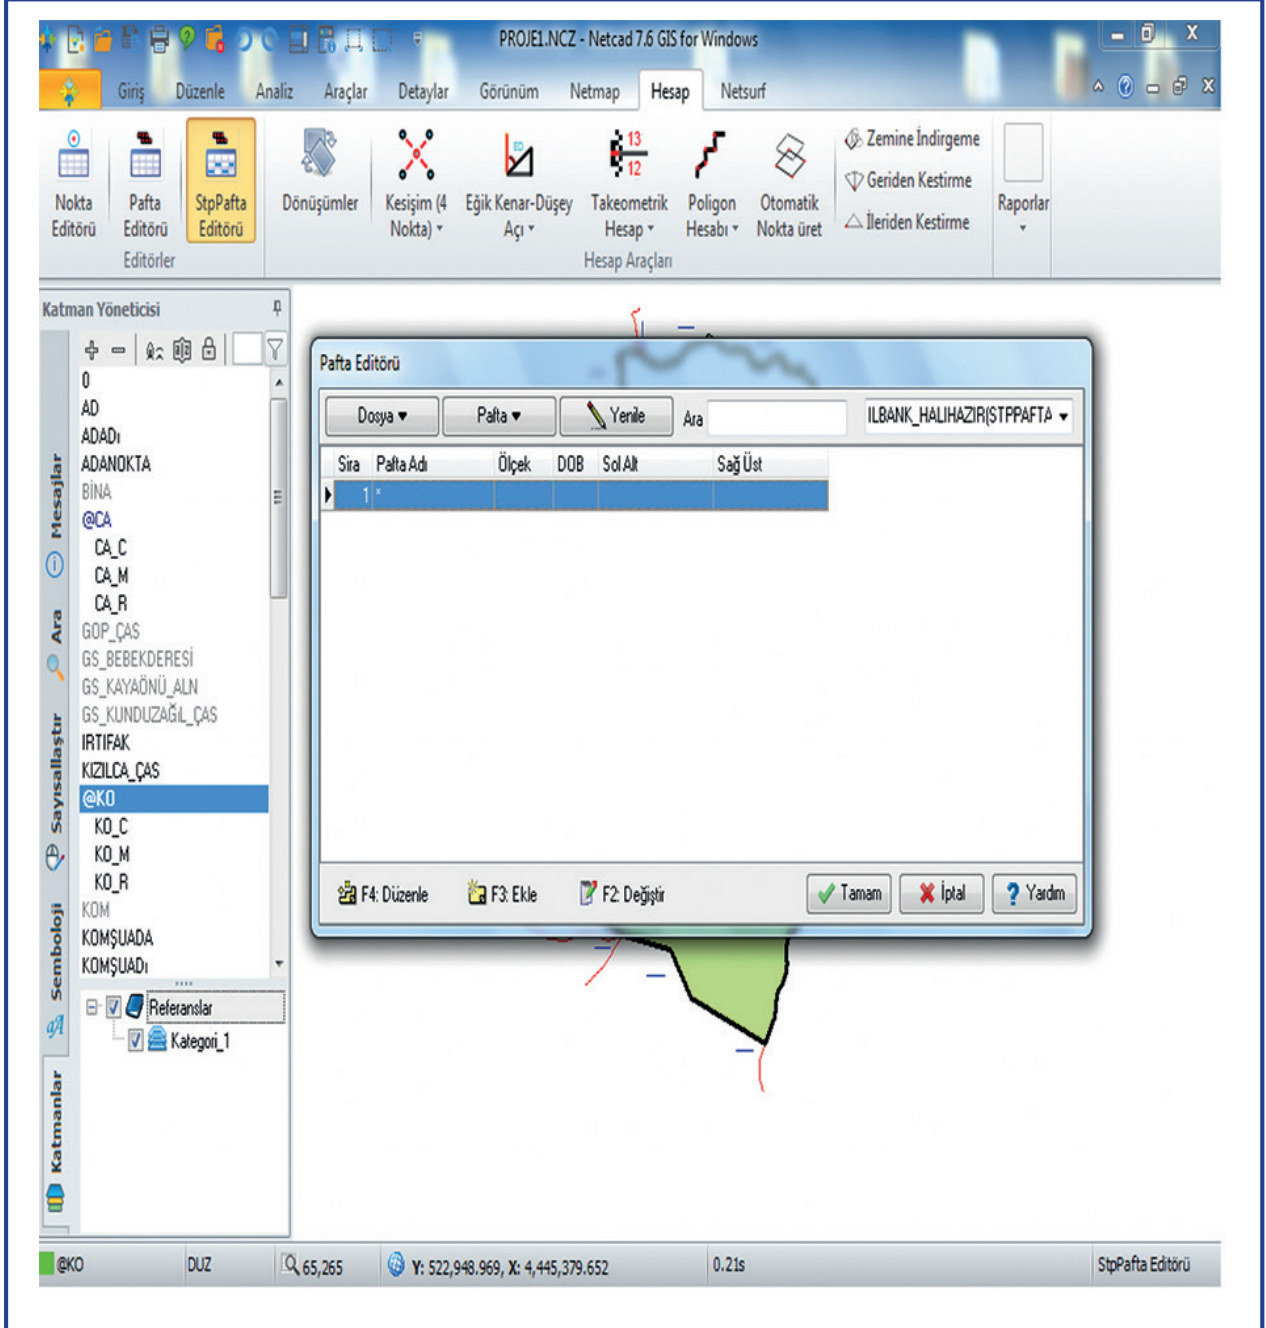 PROJE1.NCZ - Netcad 7.6 GIS for Windows
Giriş Düzenle Analiz Araçlar Detaylar Görünüm Netmap Hesap Netsurf
Nokta Editörü
Pafta Editörü
StpPafta Editörü
Editörler
Dönüşümler
Kesişim (4 Nokta)
Eğik Kenar-Düşey Açı
13
12
Takeometrik Hesap
Poligon Hesabı
Otomatik Nokta üret
Zemine İndirgeme
Geriden Kestirme
İleriden Kestirme
Hesap Araçları
Raporlar
Katman Yöneticisi
Mesajlar
Ara
Sayısallaştır
Semboloji
Katmanlar
0
AD
ADADı
ADANOKTA
BİNA
@CA
CA_C
CA_M
CA_R
GOP_ÇAS
GS_BEBEKDERESİ
GS_KAYAÖNÜ_ALN
GS_KUNDUZAĞıL_ÇAS
IRTIFAK
KIZILCA_ÇAS
@KO
KO_C
KO_M
KO_R
KOM
KOMŞUADA
KOMŞUADı
Referanslar
Kategori_1
Pafta Editörü
Dosya Pafta Yenile Ara ILBANK_HALIHAZIR(STPPAFTA
Sira Pafta Adı Ölçek DOB Sol Alt Sağ Üst
1 *
F4: Düzenle F3: Ekle F2: Değiştir Tamam İptal Yardım
@KO DUZ 65,265 Y: 522,948.969, X: 4,445,379.652 0.21s StpPafta Editörü